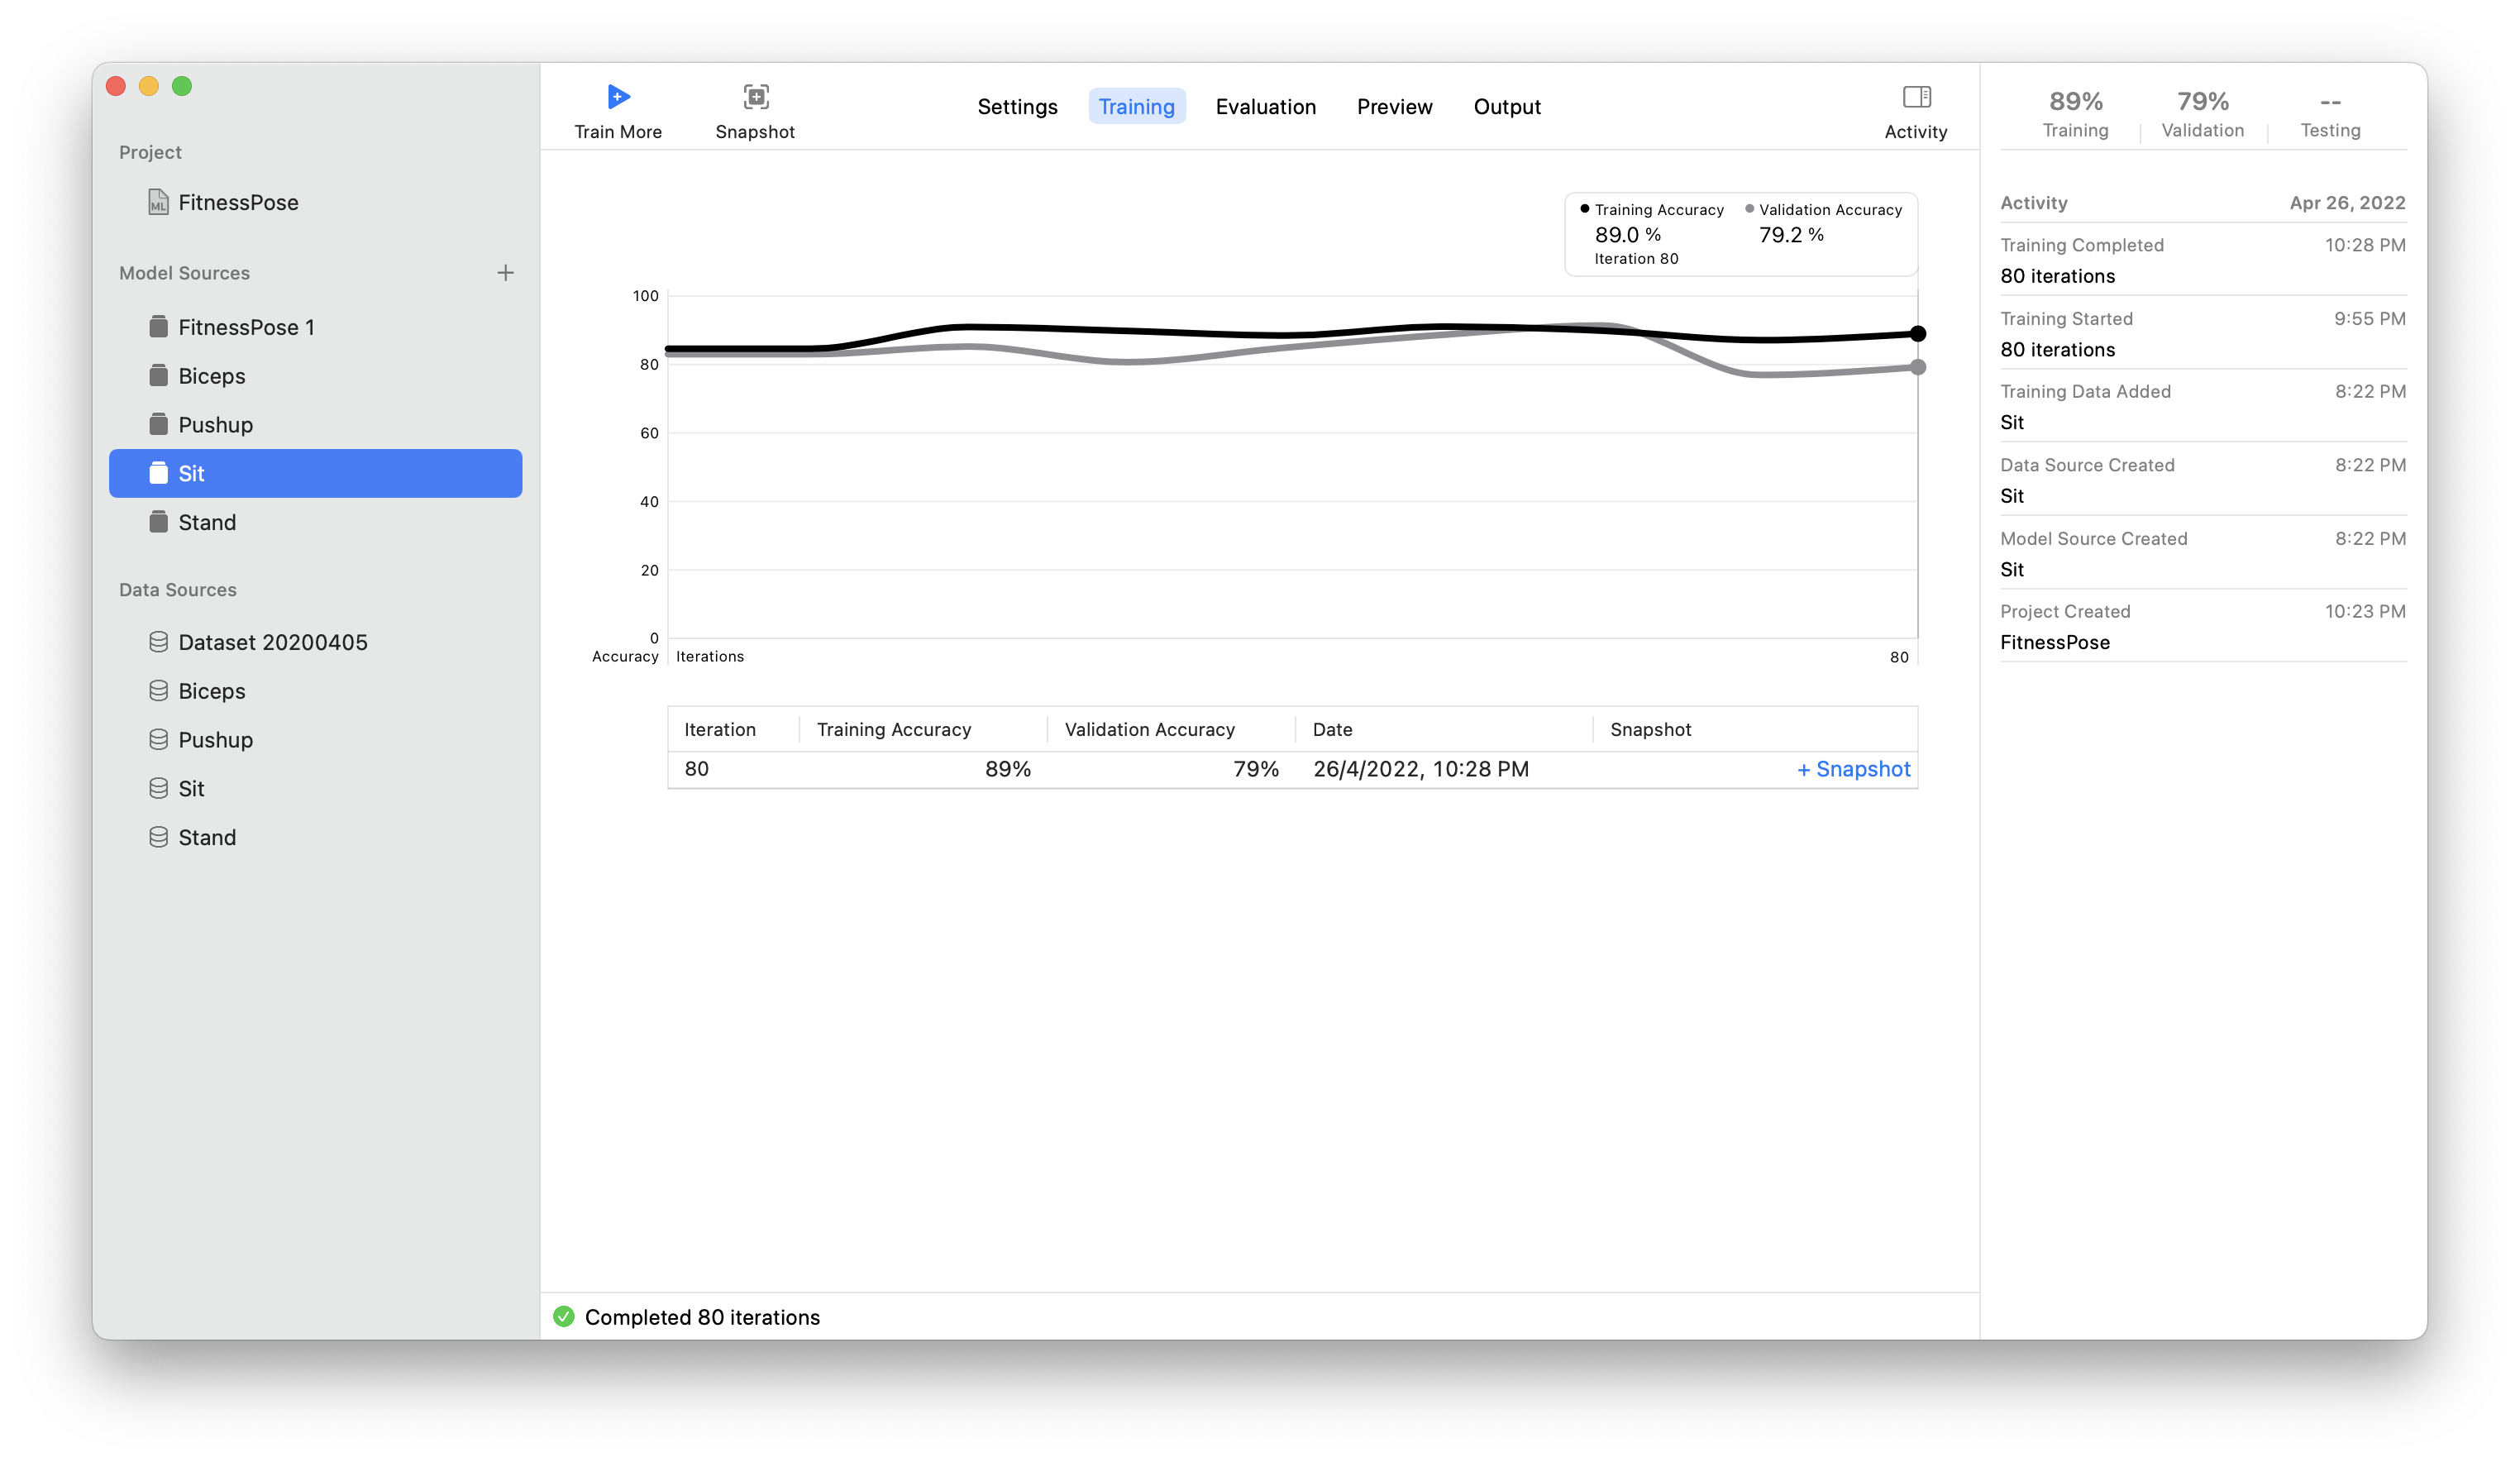 Project
FitnessPose
Model Sources
FitnessPose 1
Biceps
Pushup
Sit
Stand
Data Sources
Dataset 20200405
Biceps
Pushup
Sit
Stand
Train More
Snapshot
Settings
Training
Evaluation
Preview
Output
Activity
Training Accuracy
89.0 %
Iteration 80
Validation Accuracy
79.2 %
100
80
60
40
20
0
Accuracy
Iterations
80
Iteration Training Accuracy Validation Accuracy Date Snapshot
80 89% 79% 26/4/2022, 10:28 PM + Snapshot
Completed 80 iterations
89% 79% --
Training Validation Testing
Activity Apr 26, 2022
Training Completed 10:28 PM
80 iterations
Training Started 9:55 PM
80 iterations
Training Data Added 8:22 PM
Sit
Data Source Created 8:22 PM
Sit
Model Source Created 8:22 PM
Sit
Project Created 10:23 PM
FitnessPose